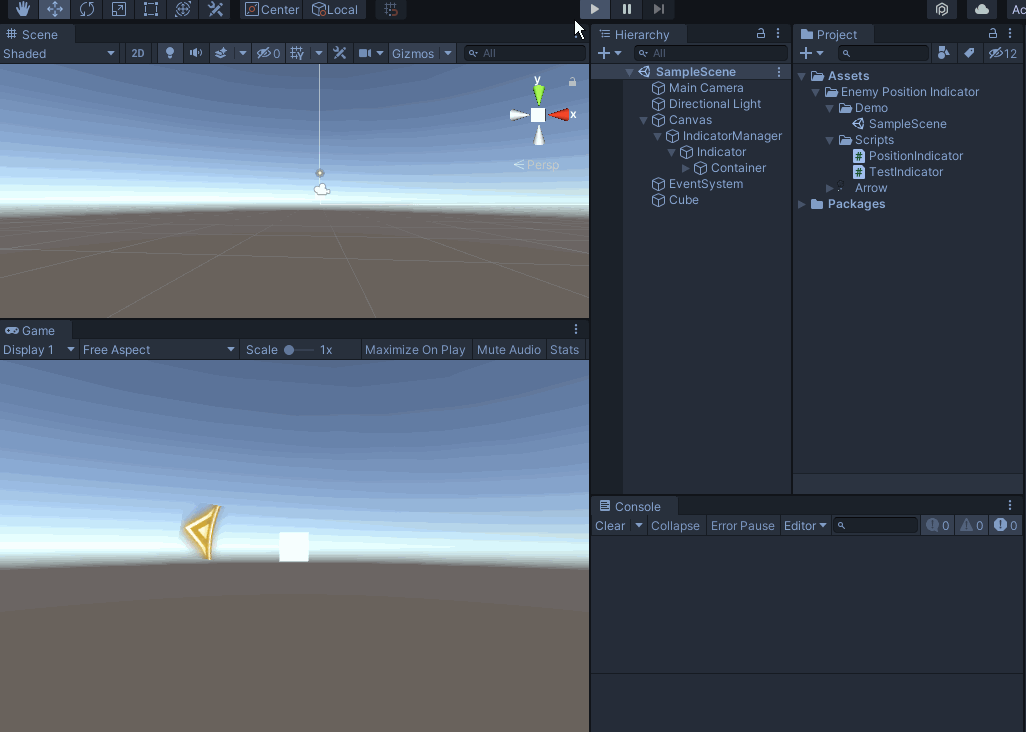 Center Local
Scene
Shaded 2D 0 Gizmos All
y
x
Persp
Game
Display 1 Free Aspect Scale 1x Maximize On Play Mute Audio Stats
Hierarchy
All
SampleScene
Main Camera
Directional Light
Canvas
IndicatorManager
Indicator
Container
EventSystem
Cube
Project
12
Assets
Enemy Position Indicator
Demo
SampleScene
Scripts
PositionIndicator
TestIndicator
Arrow
Packages
Console
Clear Collapse Error Pause Editor 0 0 0